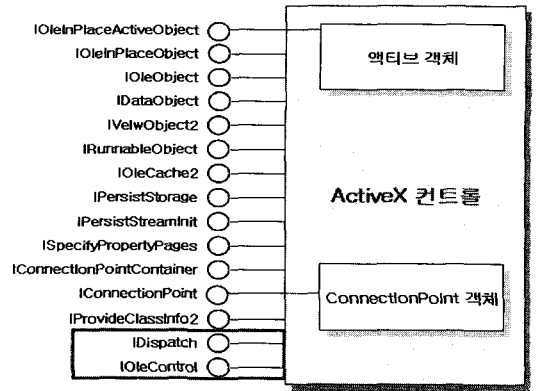 IOleInPlaceActiveObject
액티브 객체
IOleInPlaceObject
IOleObject
IDataObject
IVeiwObject2
IRunnableObject
IOleCache2
IPersistStorage
ActiveX 컨트롤
IPersistStreamInit
ISpecifyPropertyPages
IConnectionPointContainer
IConnectionPoint
ConnectionPoint 객체
IProvideClassInfo2
IDispatch
IOleControl